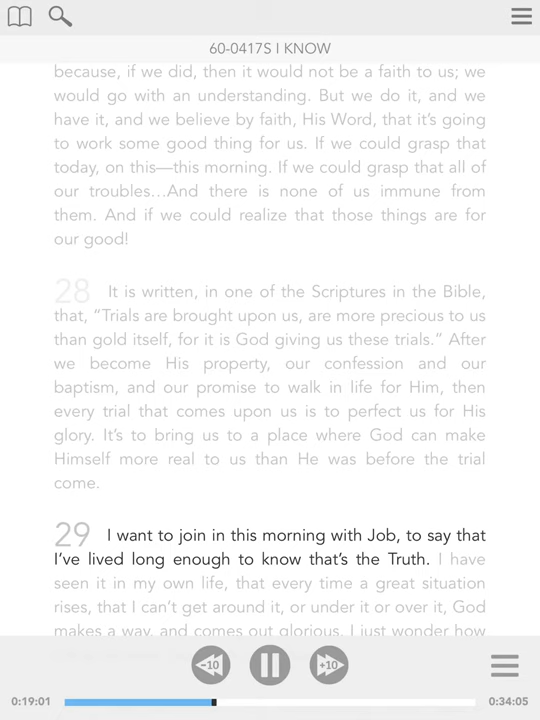 60-0417S I KNOW
because, if we did, then it would not be a faith to us; we
would go with an understanding. But we do it, and we
have it, and we believe by faith, His Word, that it's going
to work some good thing for us. If we could grasp that
today, on this—this morning. If we could grasp that all of
our troubles…And there is none of us immune from
them. And if we could realize that those things are for
our good!
28 It is written, in one of the Scriptures in the Bible,
that, “Trials are brought upon us, are more precious to us
than gold itself, for it is God giving us these trials.” After
we become His property, our confession and our
baptism, and our promise to walk in life for Him, then
every trial that comes upon us is to perfect us for His
glory. It's to bring us to a place where God can make
Himself more real to us than He was before the trial
come.
29 I want to join in this morning with Job, to say that
I've lived long enough to know that's the Truth. I have
seen it in my own life, that every time a great situation
rises, that I can't get around it, or under it or over it, God
makes a way, and comes out glorious. I just wonder how
-10 +10
0:19:01 0:34:05